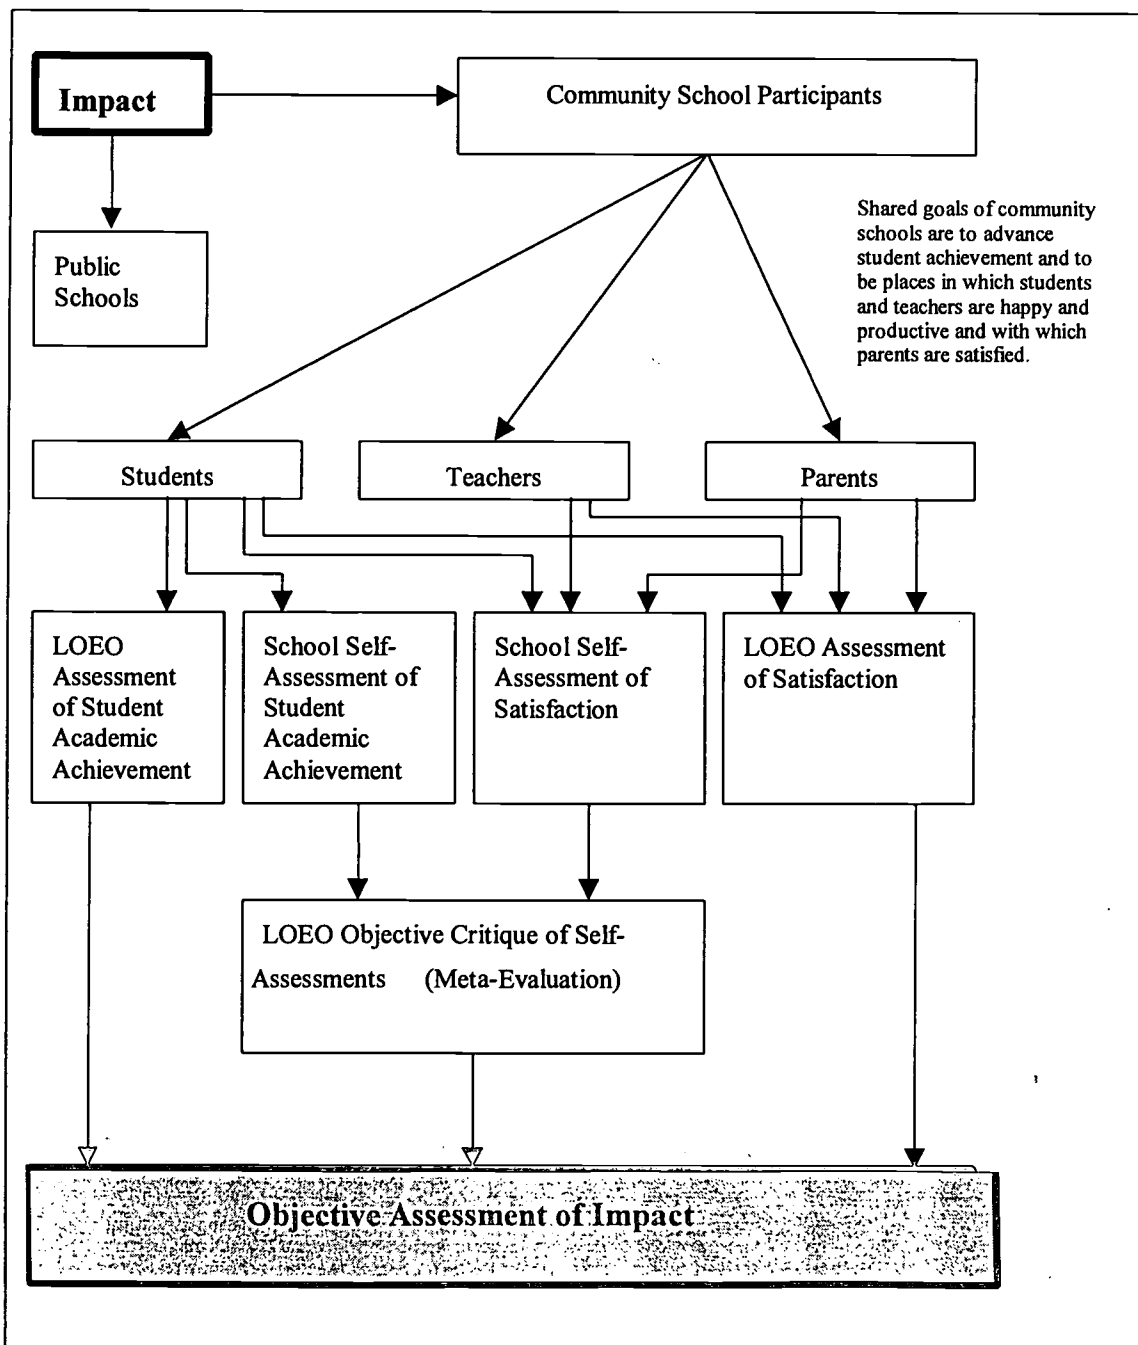 Impact
Community School Participants
Public
Schools
Shared goals of community
schools are to advance
student achievement and to
be places in which students
and teachers are happy and
productive and with which
parents are satisfied.
Students
Teachers
Parents
LOEO
Assessment
of Student
Academic
Achievement
School Self-
Assessment of
Student
Academic
Achievement
School Self-
Assessment of
Satisfaction
LOEO Assessment
of Satisfaction
LOEO Objective Critique of Self-
Assessments (Meta-Evaluation)
Objective Assessment of Impact